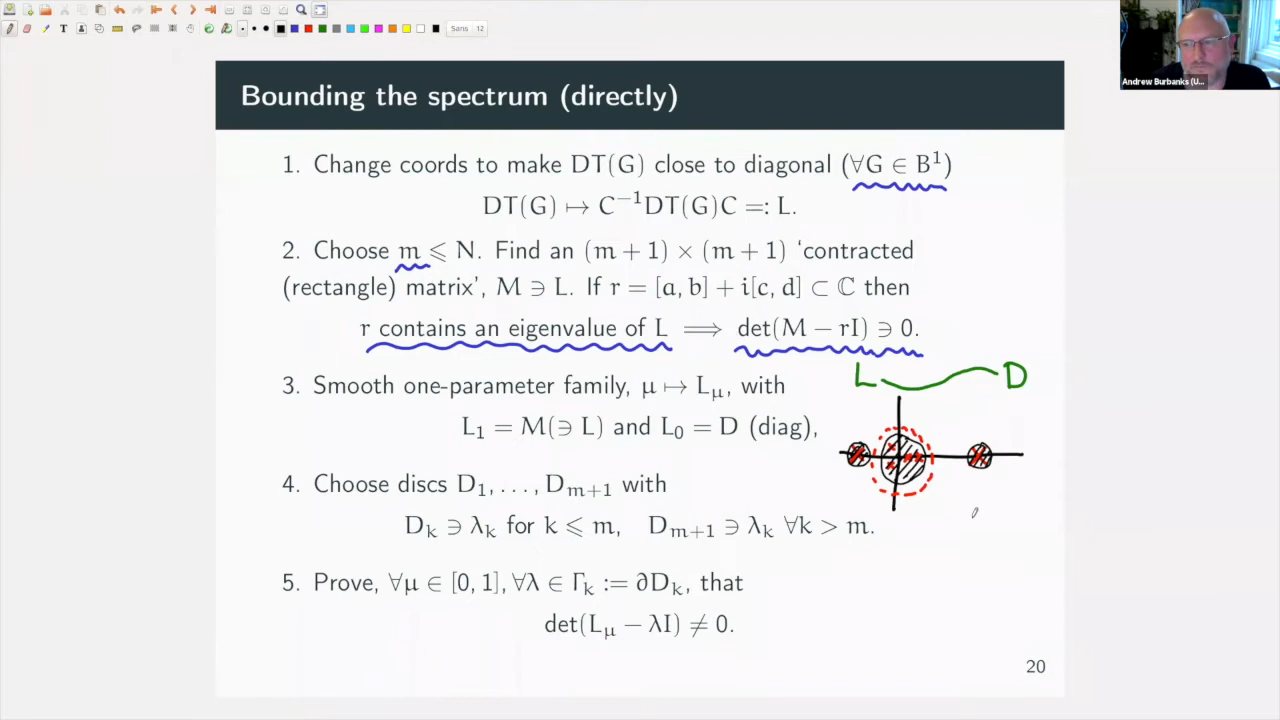 Sans 12
Andrew Burbanks (U...
Bounding the spectrum (directly)
1. Change coords to make DT(G) close to diagonal (∀G ∈ B¹)
DT(G) ↦ C⁻¹DT(G)C =: L.
2. Choose m ⩽ N. Find an (m + 1) × (m + 1) ‘contracted
(rectangle) matrix’, M ∋ L. If r = [a, b] + i[c, d] ⊂ ℂ then
r contains an eigenvalue of L ⟹ det(M − rI) ∋ 0.
L D
3. Smooth one-parameter family, μ ↦ L_μ, with
L₁ = M(∋ L) and L₀ = D (diag),
4. Choose discs D₁, . . . , D_{m+1} with
D_k ∋ λ_k for k ⩽ m, D_{m+1} ∋ λ_k ∀k > m.
5. Prove, ∀μ ∈ [0, 1], ∀λ ∈ Γ_k := ∂D_k, that
det(L_μ − λI) ≠ 0.
20